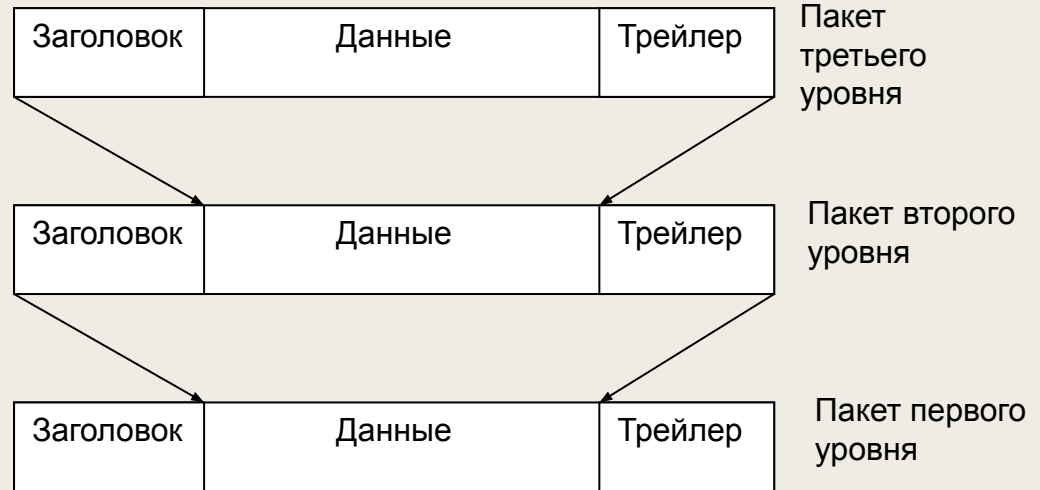 Заголовок Данные Трейлер
Пакет
третьего
уровня
Заголовок Данные Трейлер
Пакет второго
уровня
Заголовок Данные Трейлер
Пакет первого
уровня